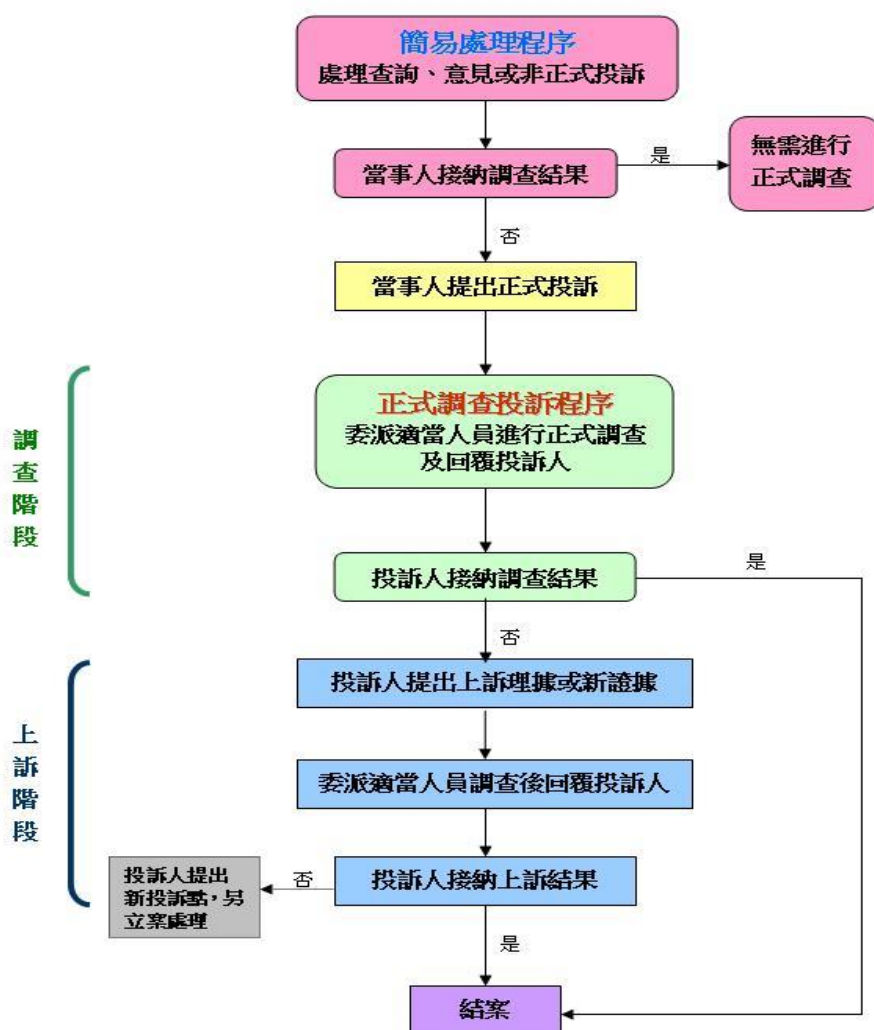 簡易處理程序
處理查詢、意見或非正式投訴
當事人接納調查結果
是
無需進行
正式調查
否
當事人提出正式投訴
調查階段
正式調查投訴程序
委派適當人員進行正式調查
及回覆投訴人
投訴人接納調查結果
是
否
上訴階段
投訴人提出上訴理據或新證據
委派適當人員調查後回覆投訴人
投訴人接納上訴結果
否
投訴人提出
新投訴點，另
立案處理
是
結案